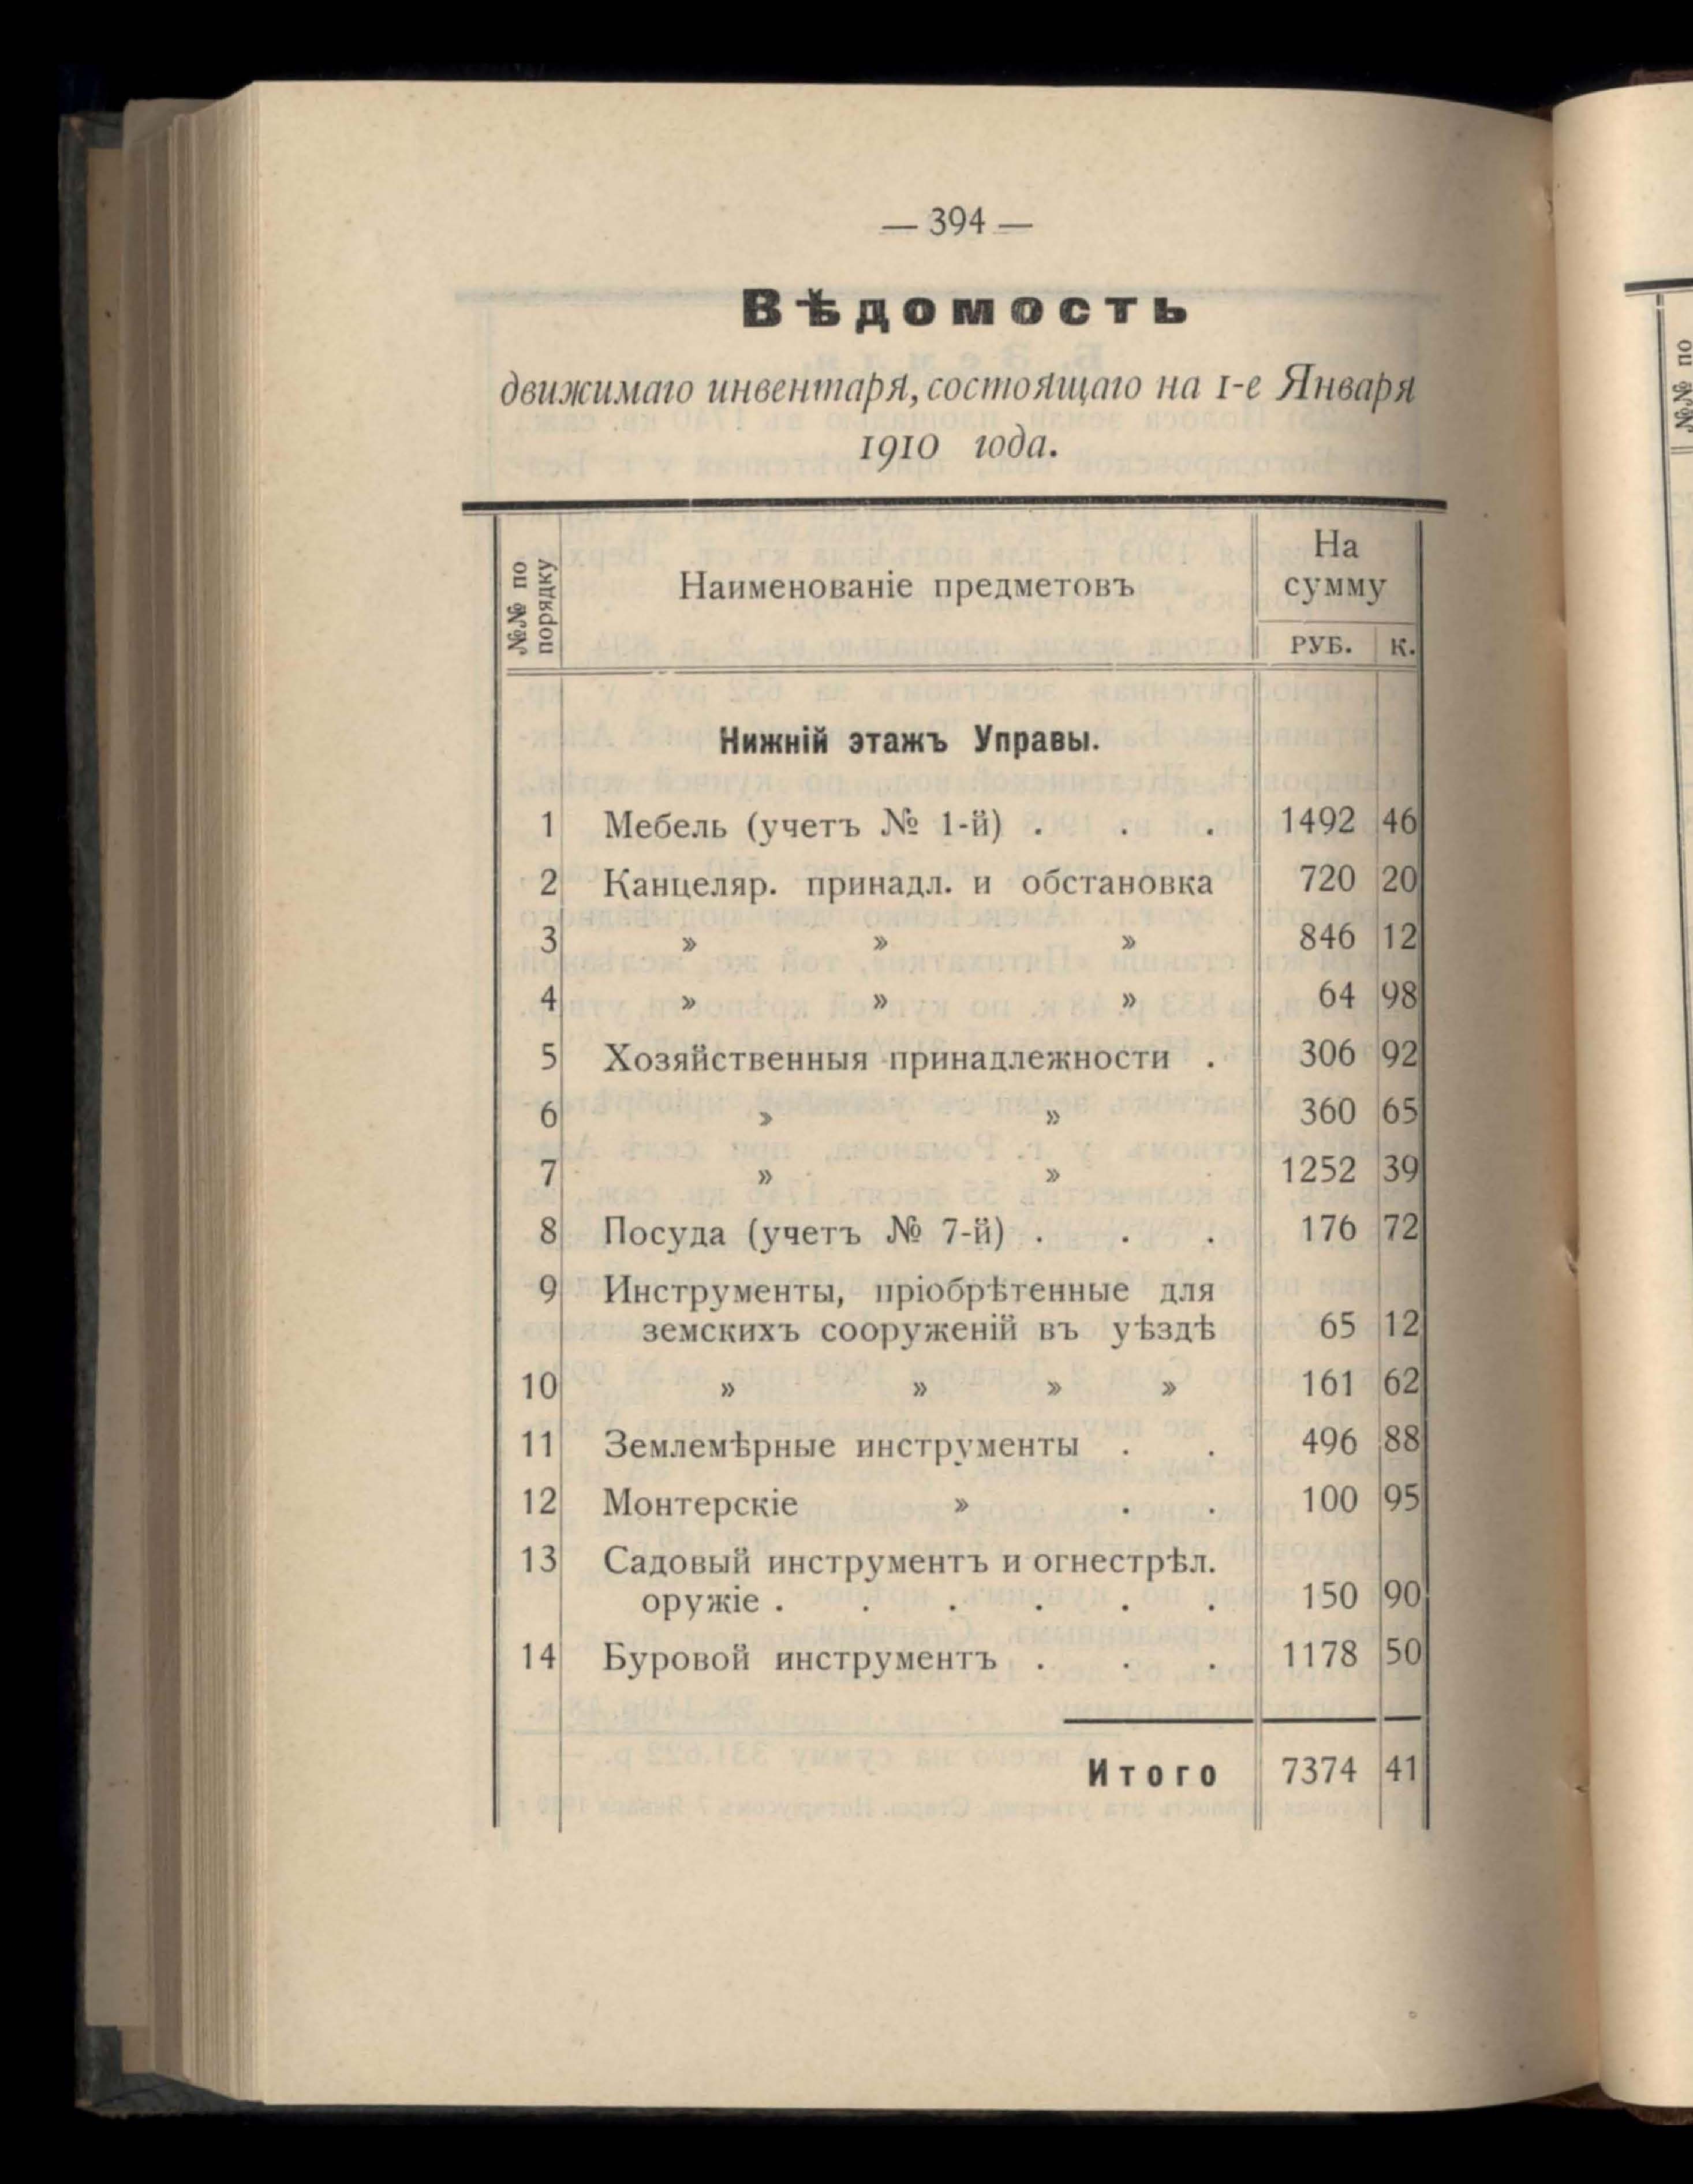 — 394 —
Вѣдомость
движимаго инвентаря, состоящаго на 1-е Января
1910 года.
№№ по порядку
Наименованіе предметовъ
На
сумму
РУБ. К.
Нижній этажъ Управы.
1 Мебель (учетъ № 1-й) . . . 1492 46
2 Канцеляр. принадл. и обстановка 720 20
3 » » » 846 12
4 » » » 64 98
5 Хозяйственныя принадлежности . 306 92
6 » » 360 65
7 » » 1252 39
8 Посуда (учетъ № 7-й) . . . 176 72
9 Инструменты, пріобрѣтенные для
земскихъ сооруженій въ уѣздѣ 65 12
10 » » » » 161 62
11 Землемѣрные инструменты . . 496 88
12 Монтерскіе » . . 100 95
13 Садовый инструментъ и огнестрѣл.
оружіе . . . . . . 150 90
14 Буровой инструментъ . . . 1178 50
Итого 7374 41
№№ по